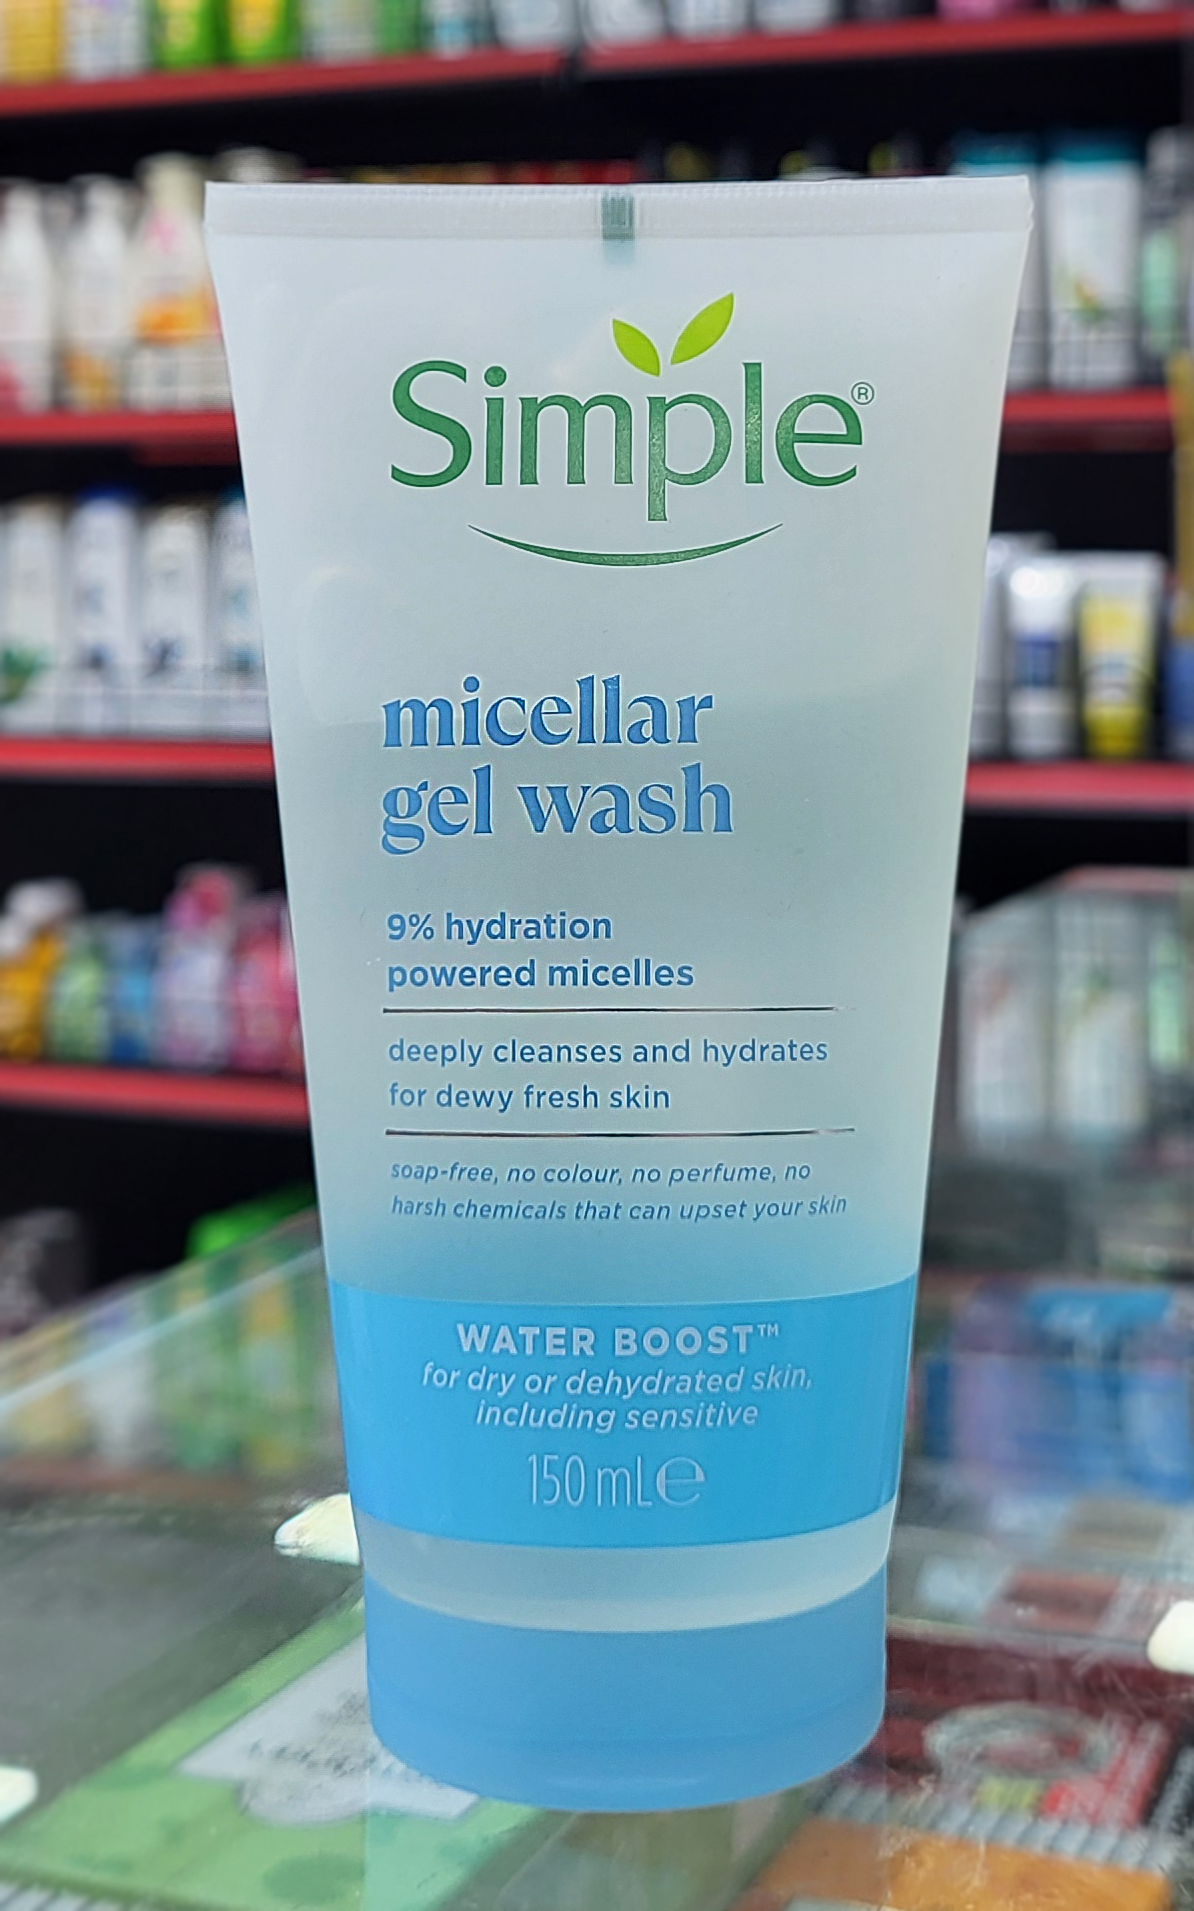 Simple®
micellar
gel wash
9% hydration
powered micelles
deeply cleanses and hydrates
for dewy fresh skin
soap-free, no colour, no perfume, no
harsh chemicals that can upset your skin
WATER BOOST™
for dry or dehydrated skin,
including sensitive
150 mL℮